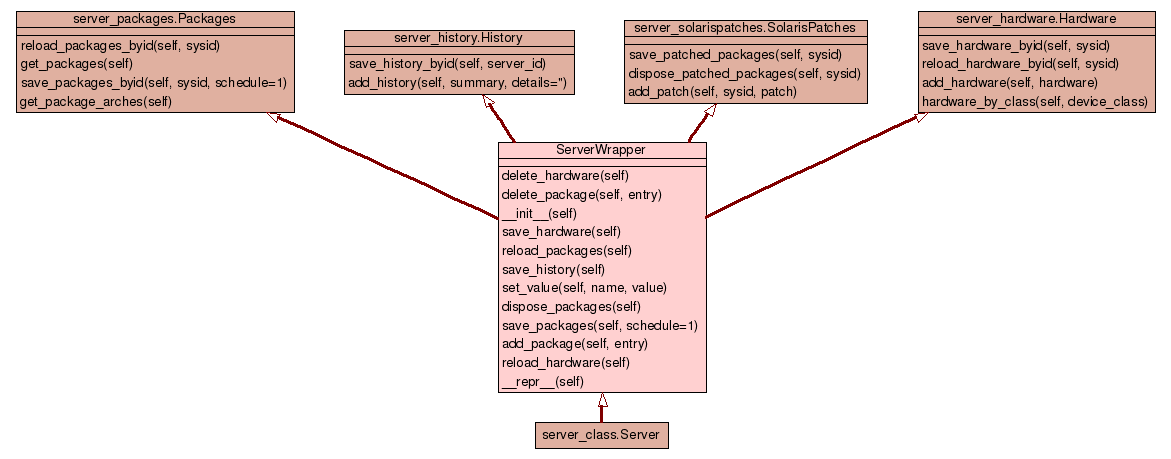 server_packages.Packages
reload_packages_byid(self, sysid)
get_packages(self)
save_packages_byid(self, sysid, schedule=1)
get_package_arches(self)
server_history.History
save_history_byid(self, server_id)
add_history(self, summary, details='')
server_solarispatches.SolarisPatches
save_patched_packages(self, sysid)
dispose_patched_packages(self, sysid)
add_patch(self, sysid, patch)
server_hardware.Hardware
save_hardware_byid(self, sysid)
reload_hardware_byid(self, sysid)
add_hardware(self, hardware)
hardware_by_class(self, device_class)
ServerWrapper
delete_hardware(self)
delete_package(self, entry)
__init__(self)
save_hardware(self)
reload_packages(self)
save_history(self)
set_value(self, name, value)
dispose_packages(self)
save_packages(self, schedule=1)
add_package(self, entry)
reload_hardware(self)
__repr__(self)
server_class.Server